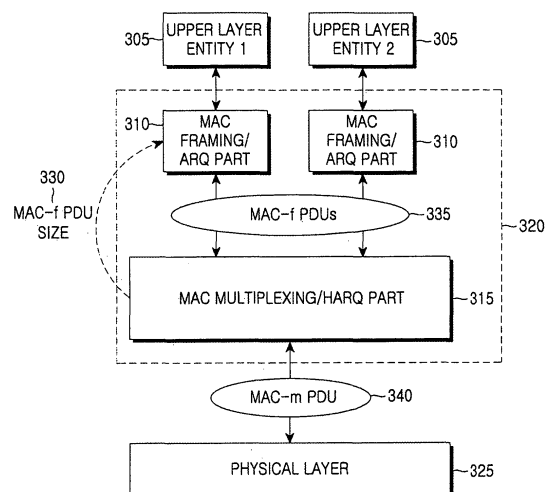 305
UPPER LAYER
ENTITY 1
UPPER LAYER
ENTITY 2
305
310
MAC
FRAMING/
ARQ PART
MAC
FRAMING/
ARQ PART
310
330
MAC-f PDU
SIZE
MAC-f PDUs
335
320
MAC MULTIPLEXING/HARQ PART
315
MAC-m PDU
340
PHYSICAL LAYER
325